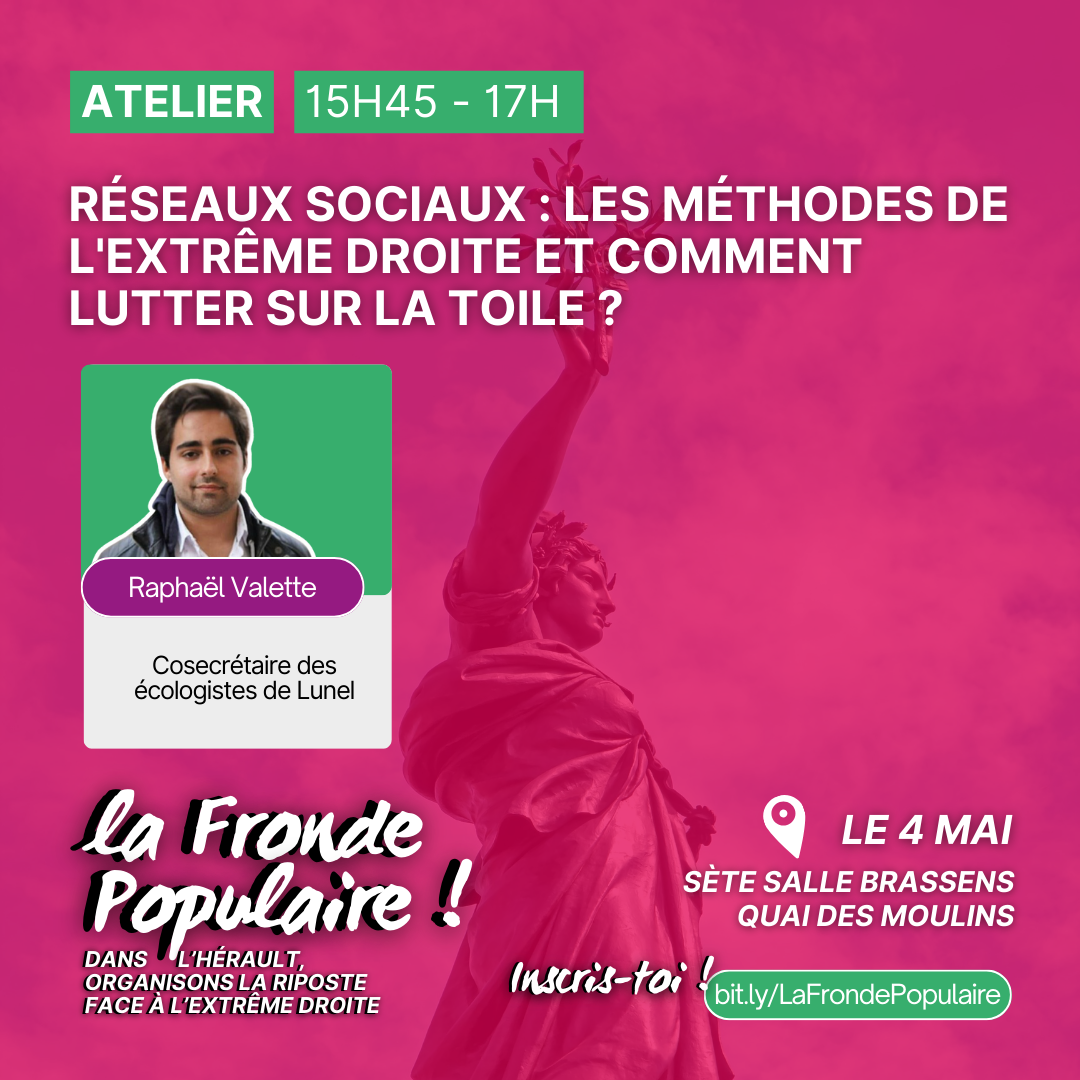 ATELIER 15H45 - 17H
RÉSEAUX SOCIAUX : LES MÉTHODES DE
L'EXTRÊME DROITE ET COMMENT
LUTTER SUR LA TOILE ?
Raphaël Valette
Cosecrétaire des
écologistes de Lunel
la Fronde
Populaire !
DANS L'HÉRAULT,
ORGANISONS LA RIPOSTE
FACE À L'EXTRÊME DROITE
LE 4 MAI
SÈTE SALLE BRASSENS
QUAI DES MOULINS
Inscris-toi !
bit.ly/LaFrondePopulaire